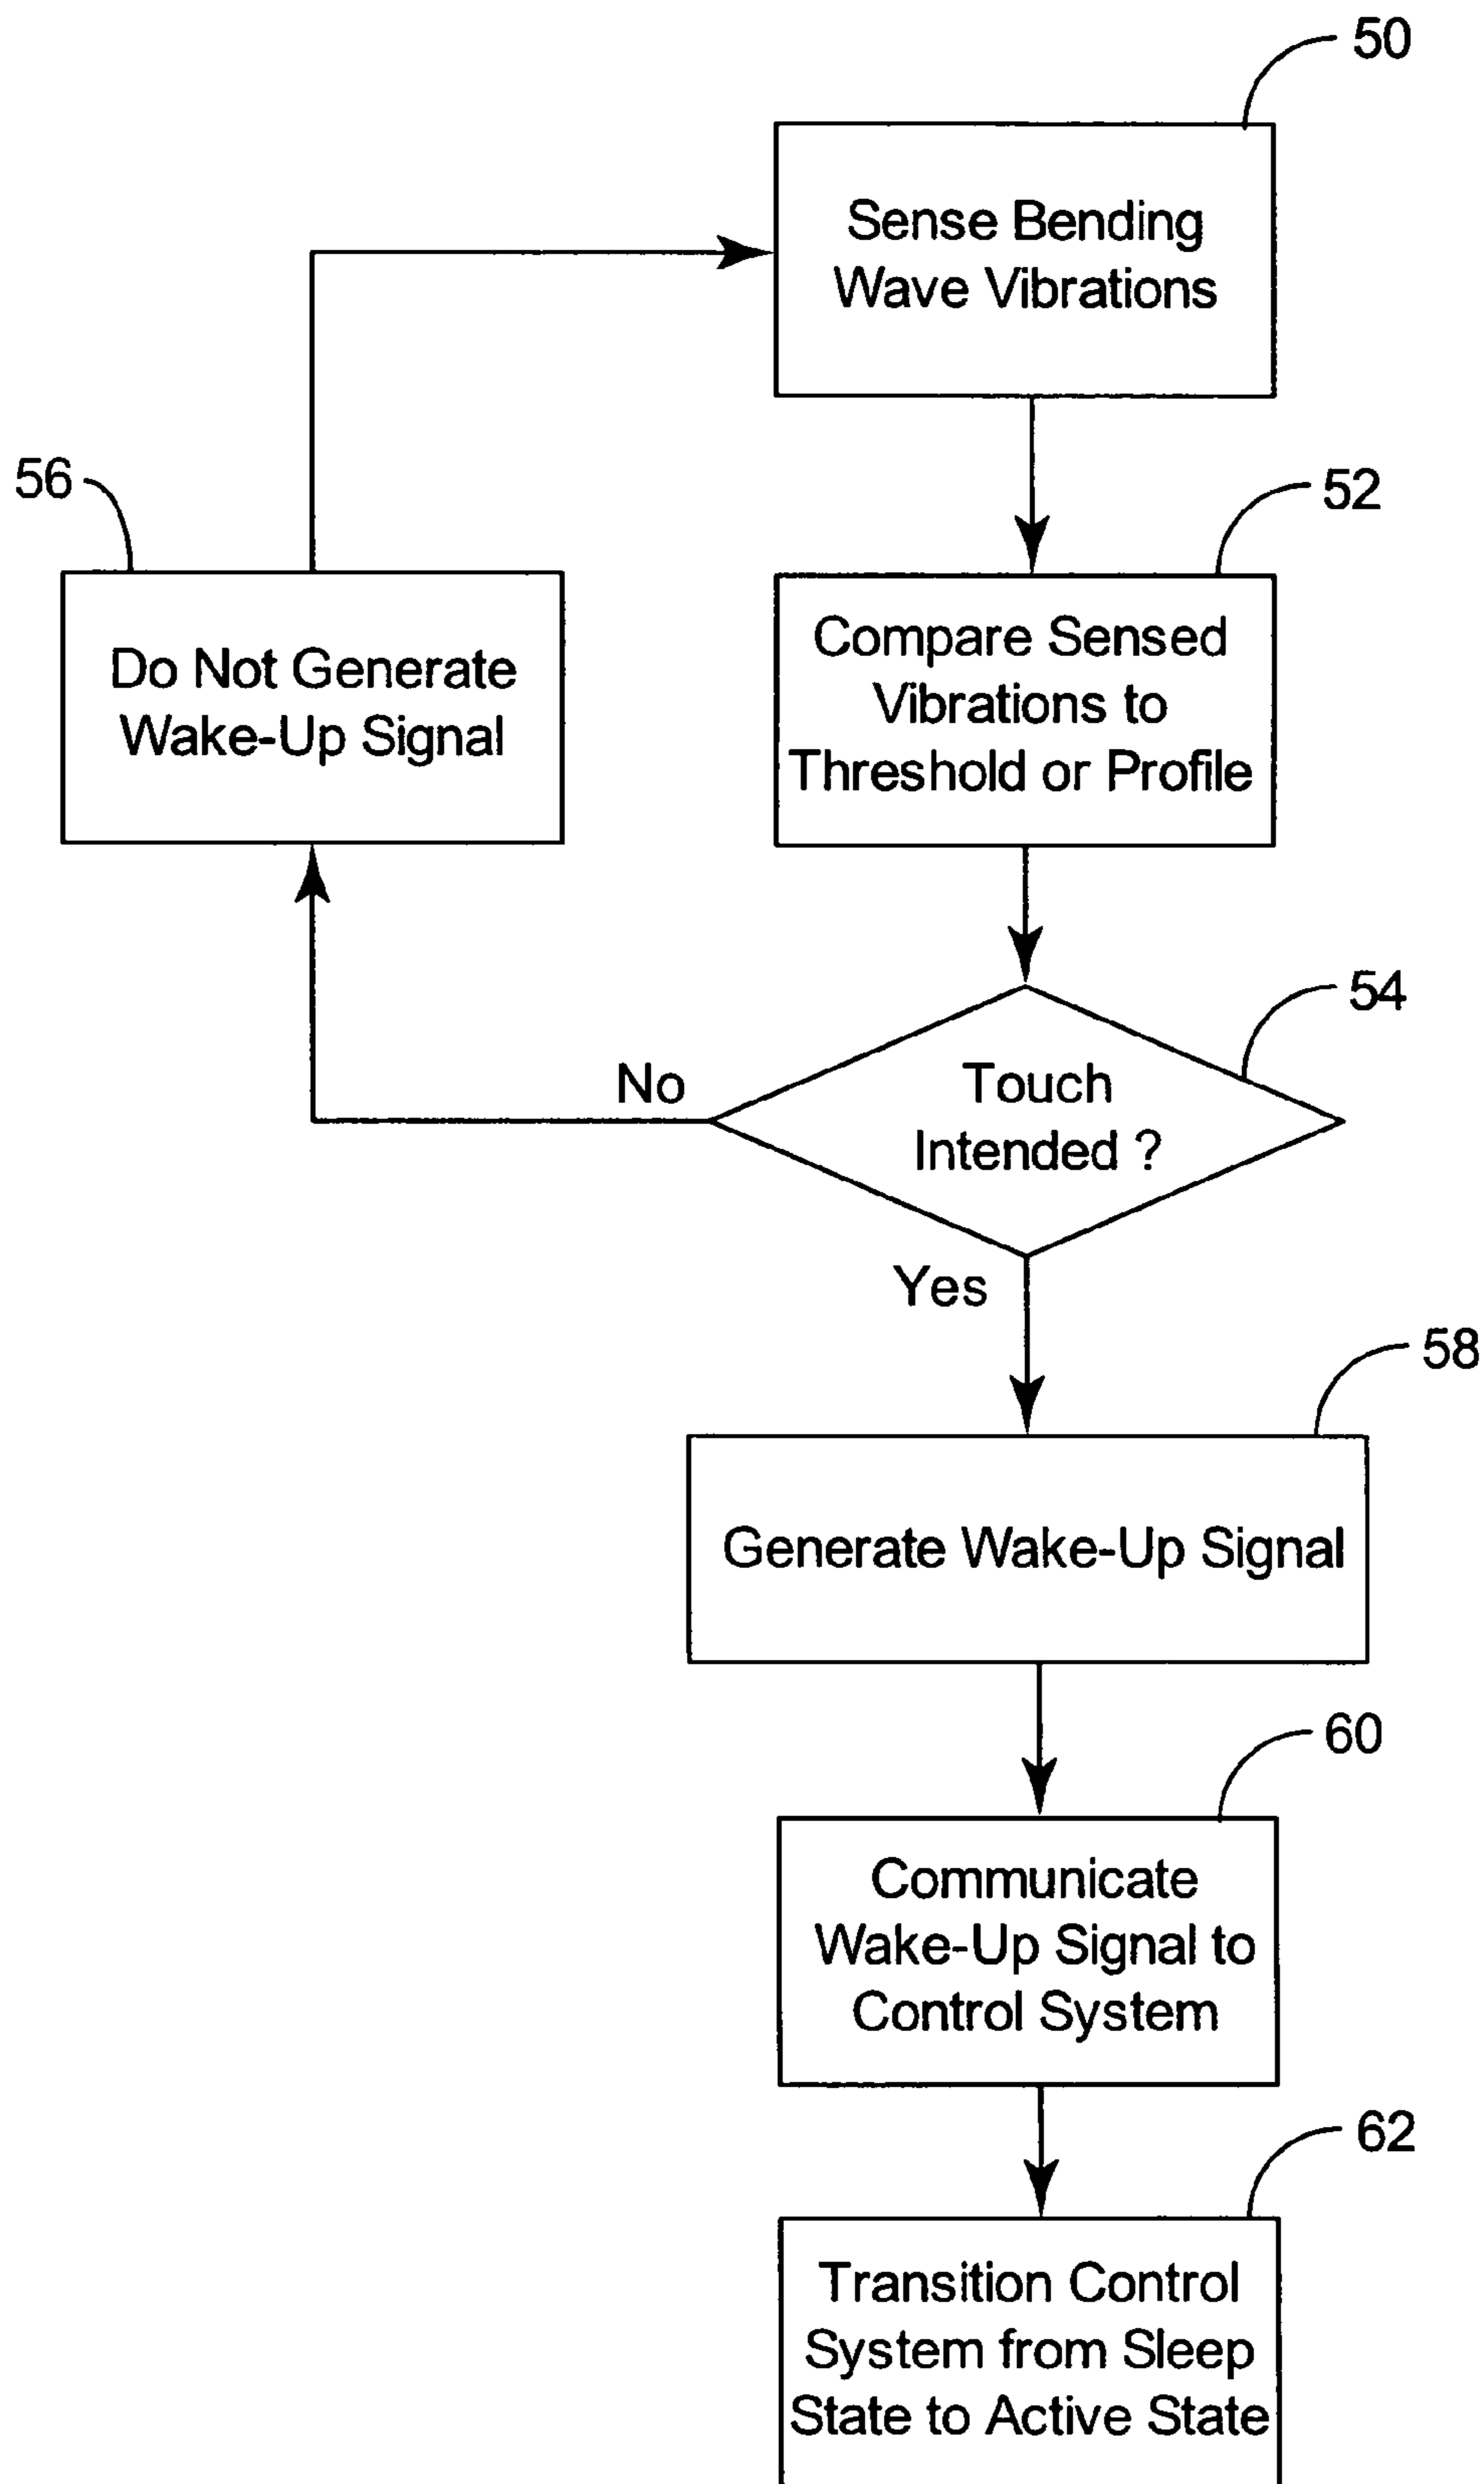 50
Sense Bending
Wave Vibrations
56
52
Do Not Generate
Wake-Up Signal
Compare Sensed
Vibrations to
Threshold or Profile
54
No
Touch
Intended ?
Yes
58
Generate Wake-Up Signal
60
Communicate
Wake-Up Signal to
Control System
62
Transition Control
System from Sleep
State to Active State